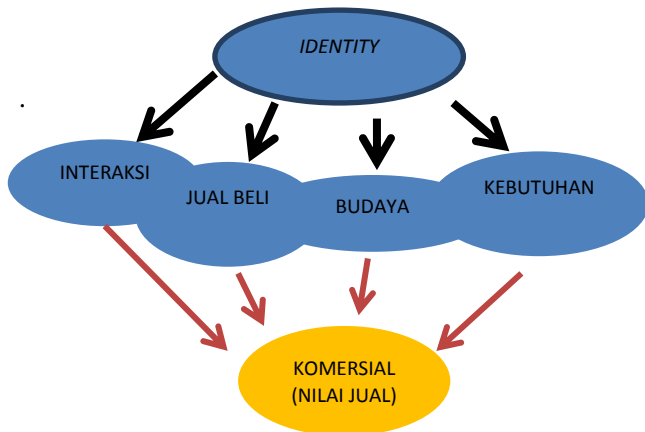 IDENTITY
.
INTERAKSI
JUAL BELI
BUDAYA
KEBUTUHAN
KOMERSIAL
(NILAI JUAL)